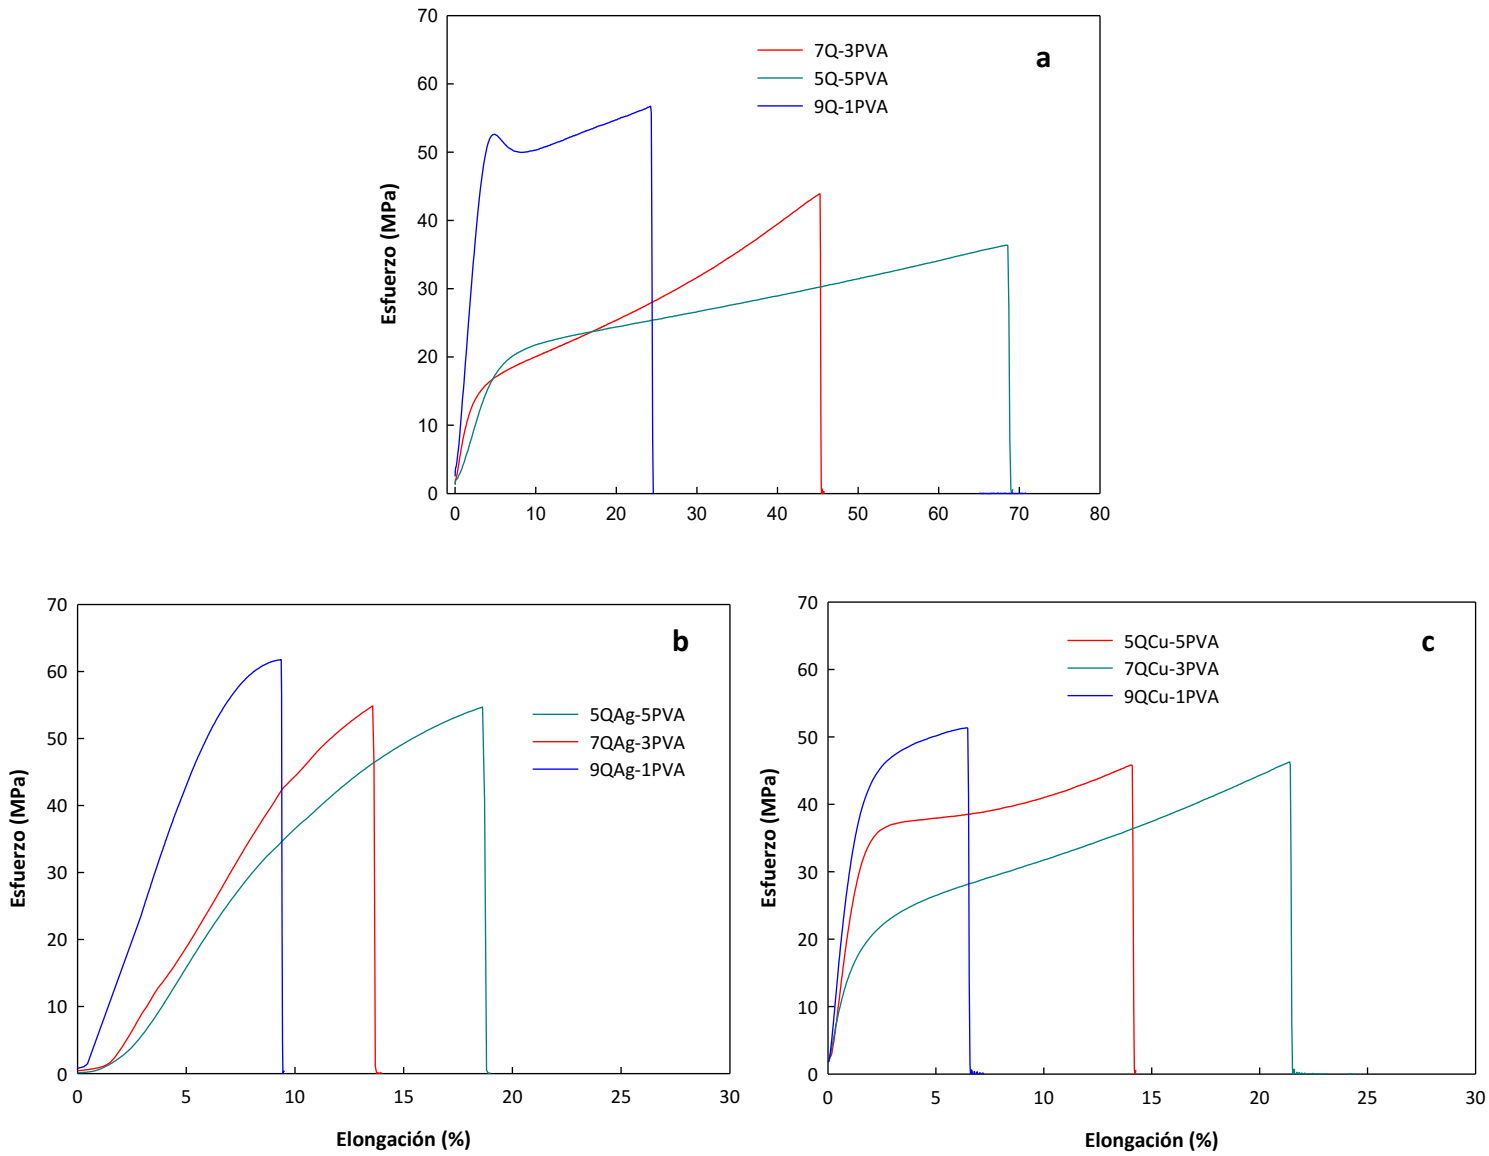 a
7Q-3PVA
5Q-5PVA
9Q-1PVA
Esfuerzo (MPa)
70
60
50
40
30
20
10
0
0 10 20 30 40 50 60 70 80
b
5QAg-5PVA
7QAg-3PVA
9QAg-1PVA
Esfuerzo (MPa)
70
60
50
40
30
20
10
0
0 5 10 15 20 25 30
Elongación (%)
c
5QCu-5PVA
7QCu-3PVA
9QCu-1PVA
Esfuerzo (MPa)
70
60
50
40
30
20
10
0
0 5 10 15 20 25 30
Elongación (%)